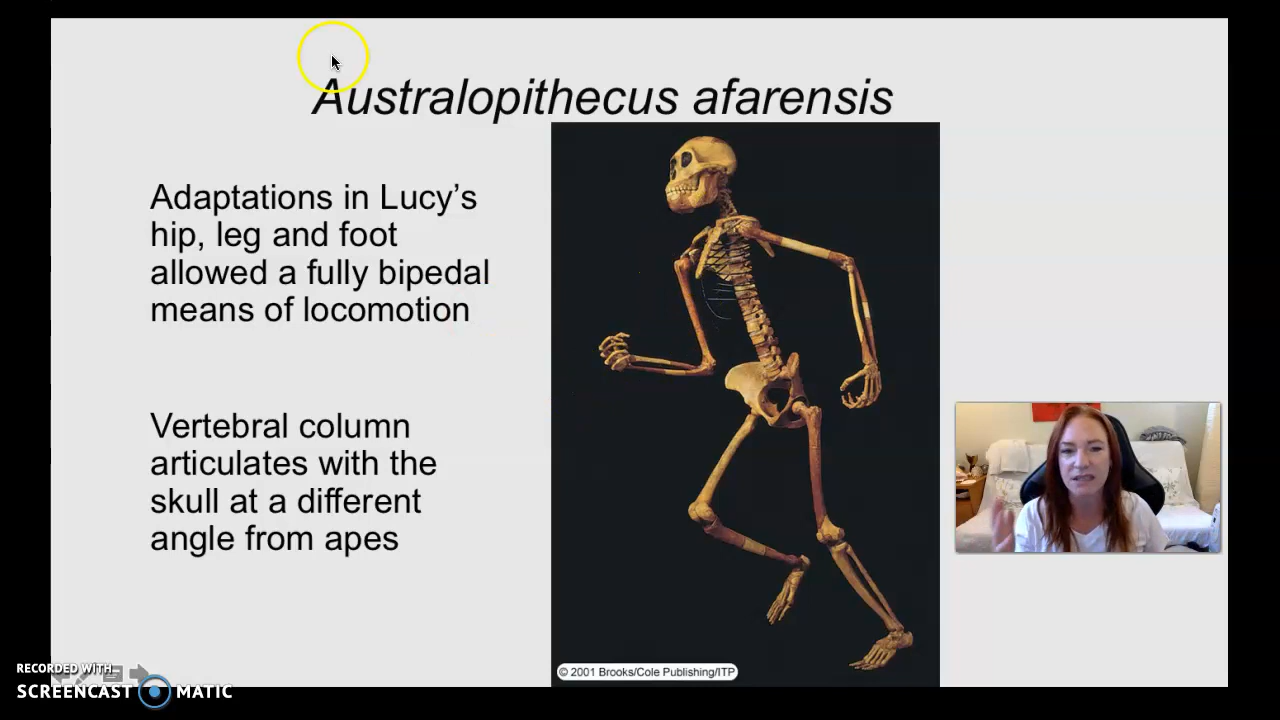 Australopithecus afarensis
Adaptations in Lucy’s
hip, leg and foot
allowed a fully bipedal
means of locomotion
Vertebral column
articulates with the
skull at a different
angle from apes
© 2001 Brooks/Cole Publishing/ITP
RECORDED WITH
SCREENCAST MATIC